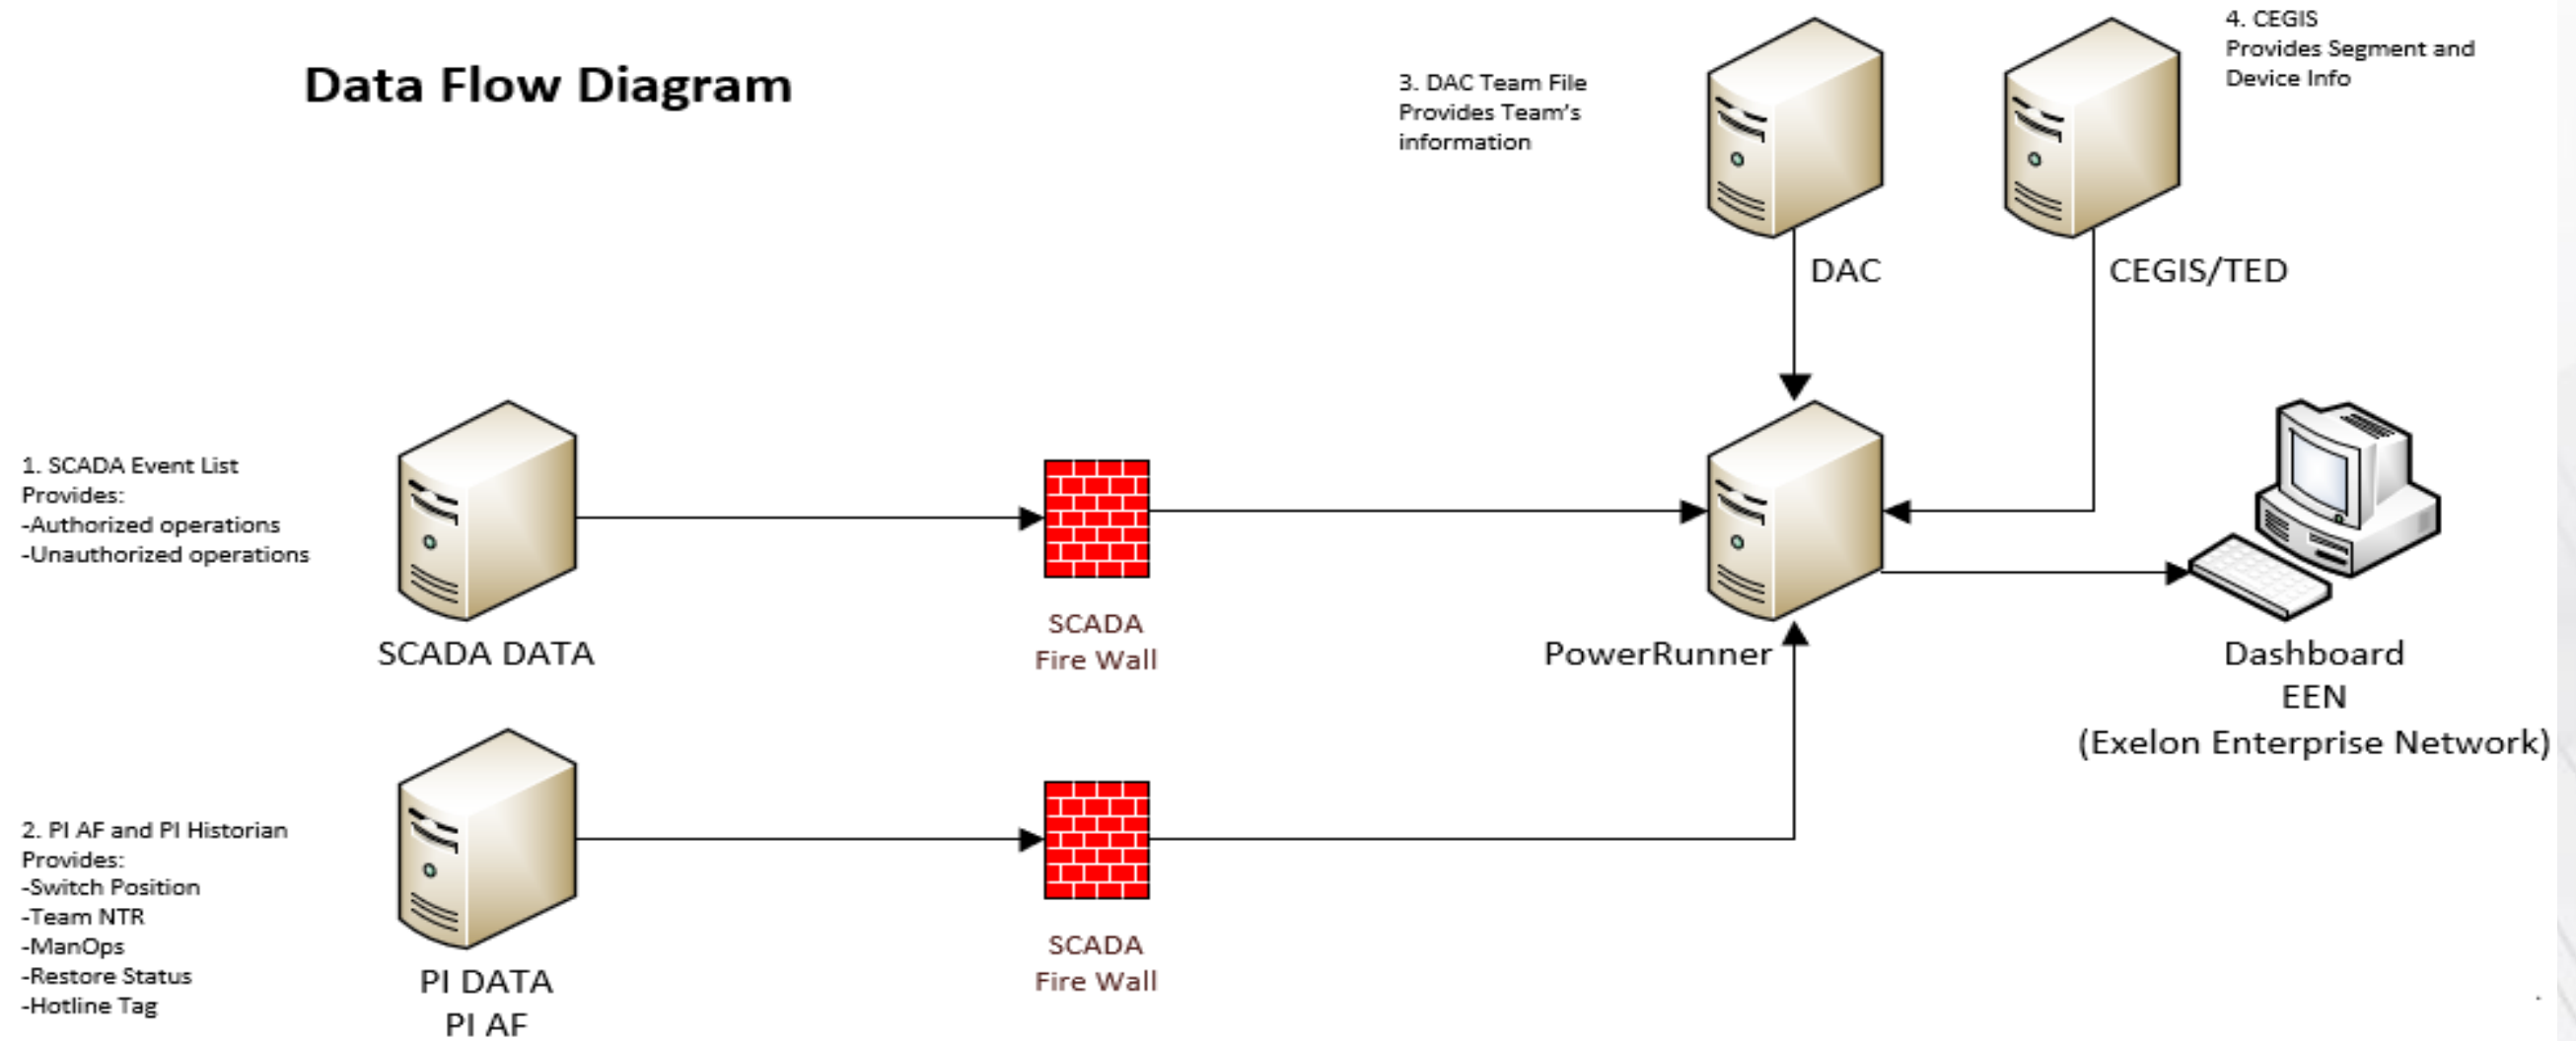 Data Flow Diagram
3. DAC Team File
Provides Team's
information
4. CEGIS
Provides Segment and
Device Info
DAC
CEGIS/TED
1. SCADA Event List
Provides:
-Authorized operations
-Unauthorized operations
SCADA DATA
SCADA
Fire Wall
PowerRunner
Dashboard
EEN
(Exelon Enterprise Network)
2. PI AF and PI Historian
Provides:
-Switch Position
-Team NTR
-ManOps
-Restore Status
-Hotline Tag
PI DATA
PI AF
SCADA
Fire Wall